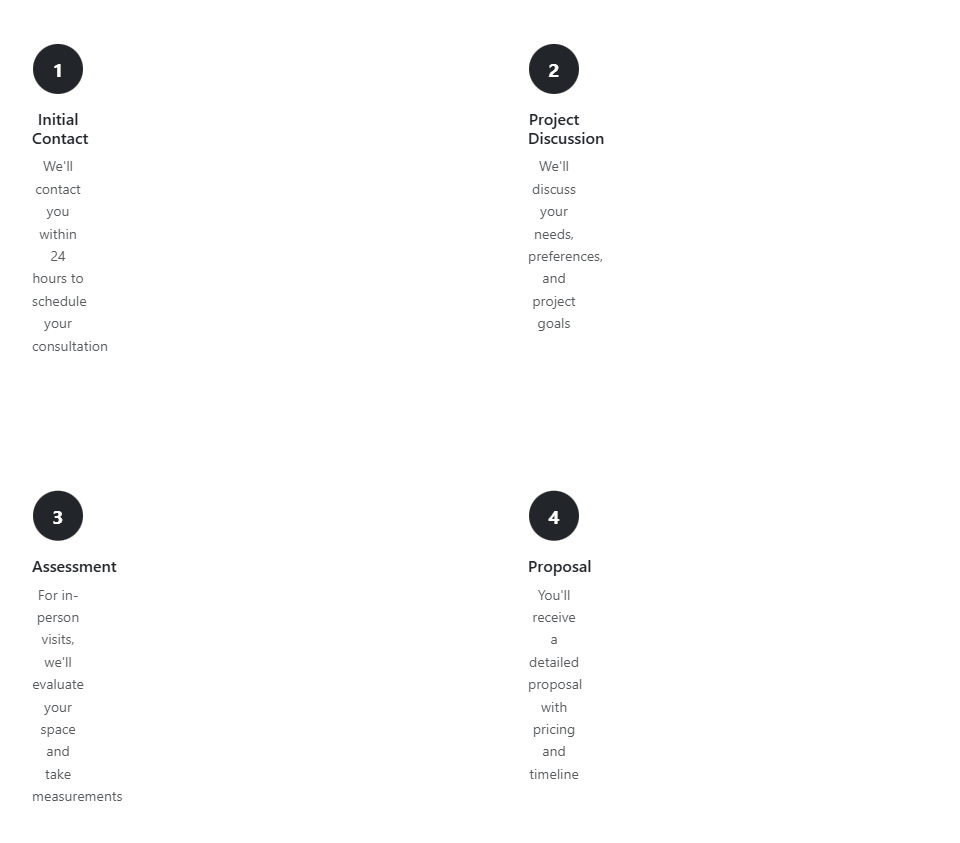 1
Initial
Contact
We'll
contact
you
within
24
hours to
schedule
your
consultation
2
Project
Discussion
We'll
discuss
your
needs,
preferences,
and
project
goals
3
Assessment
For in-
person
visits,
we'll
evaluate
your
space
and
take
measurements
4
Proposal
You'll
receive
a
detailed
proposal
with
pricing
and
timeline